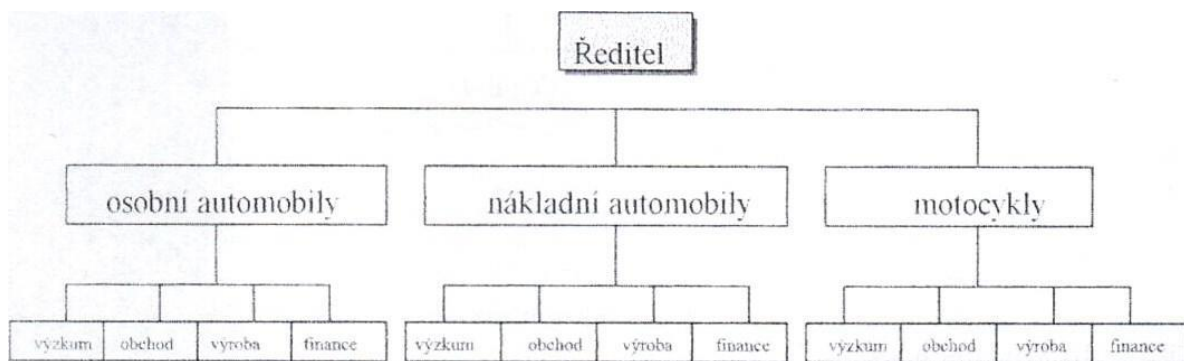 Ředitel
osobní automobily
nákladní automobily
motocykly
výzkum obchod výroba finance
výzkum obchod výroba finance
výzkum obchod výroba finance